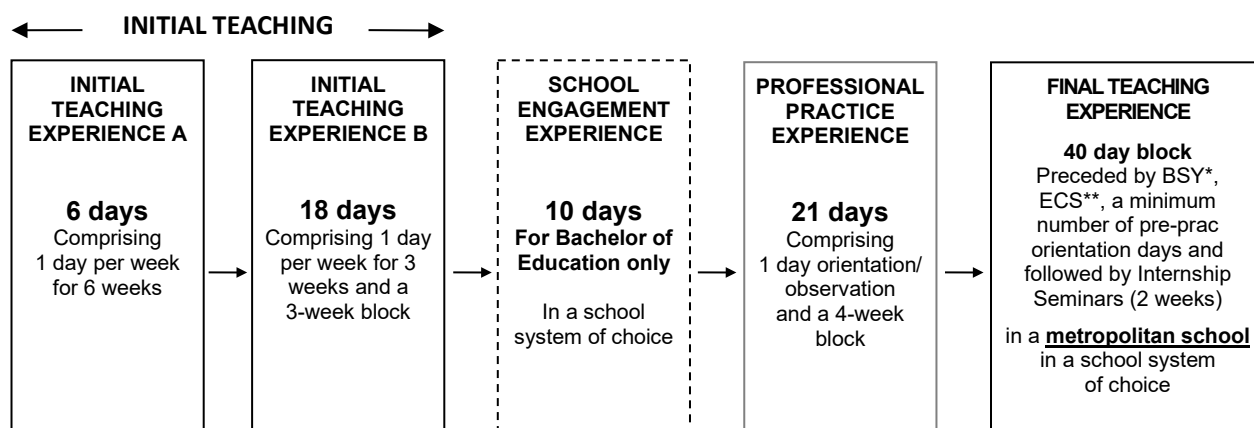 INITIAL TEACHING
INITIAL
TEACHING
EXPERIENCE A
6 days
Comprising
1 day per week
for 6 weeks
INITIAL
TEACHING
EXPERIENCE B
18 days
Comprising 1 day
per week for 3
weeks and a
3-week block
SCHOOL
ENGAGEMENT
EXPERIENCE
10 days
For Bachelor of
Education only
In a school
system of choice
PROFESSIONAL
PRACTICE
EXPERIENCE
21 days
Comprising
1 day orientation/
observation
and a 4-week
block
FINAL TEACHING
EXPERIENCE
40 day block
Preceded by BSY*,
ECS**, a minimum
number of pre-prac
orientation days and
followed by Internship
Seminars (2 weeks)
in a metropolitan school
in a school system
of choice